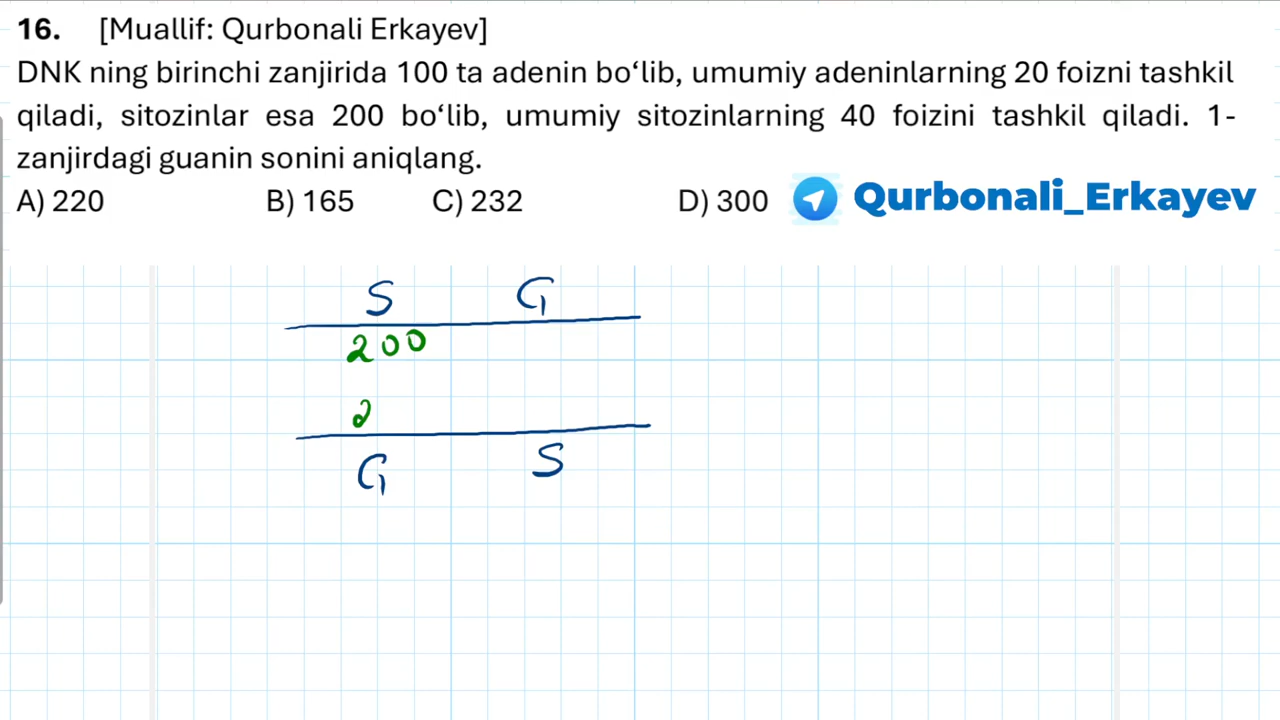 16. [Muallif: Qurbonali Erkayev]
DNK ning birinchi zanjirida 100 ta adenin bo‘lib, umumiy adeninlarning 20 foizni tashkil
qiladi, sitozinlar esa 200 bo‘lib, umumiy sitozinlarning 40 foizini tashkil qiladi. 1-
zanjirdagi guanin sonini aniqlang.
A) 220 B) 165 C) 232 D) 300 Qurbonali_Erkayev
S G
200
2
G S